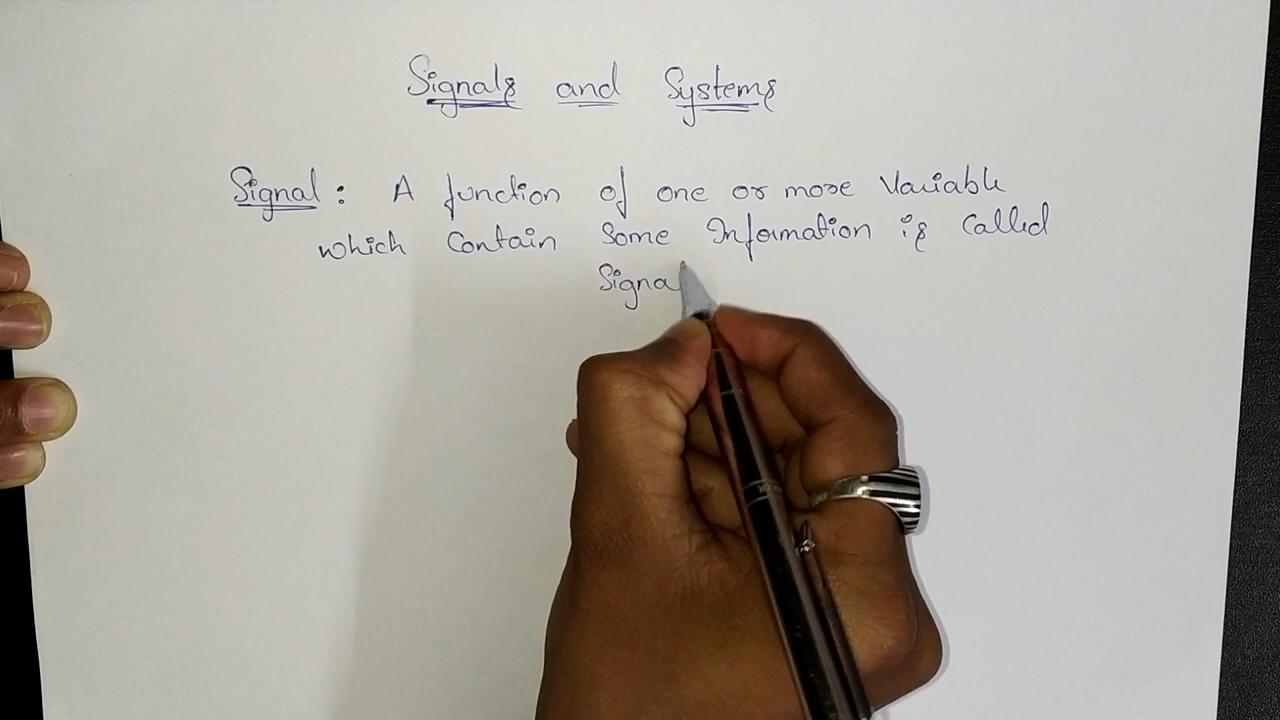 Signals and Systems
Signal : A function of one or more Variable
which Contain Some Information is Called
Signa